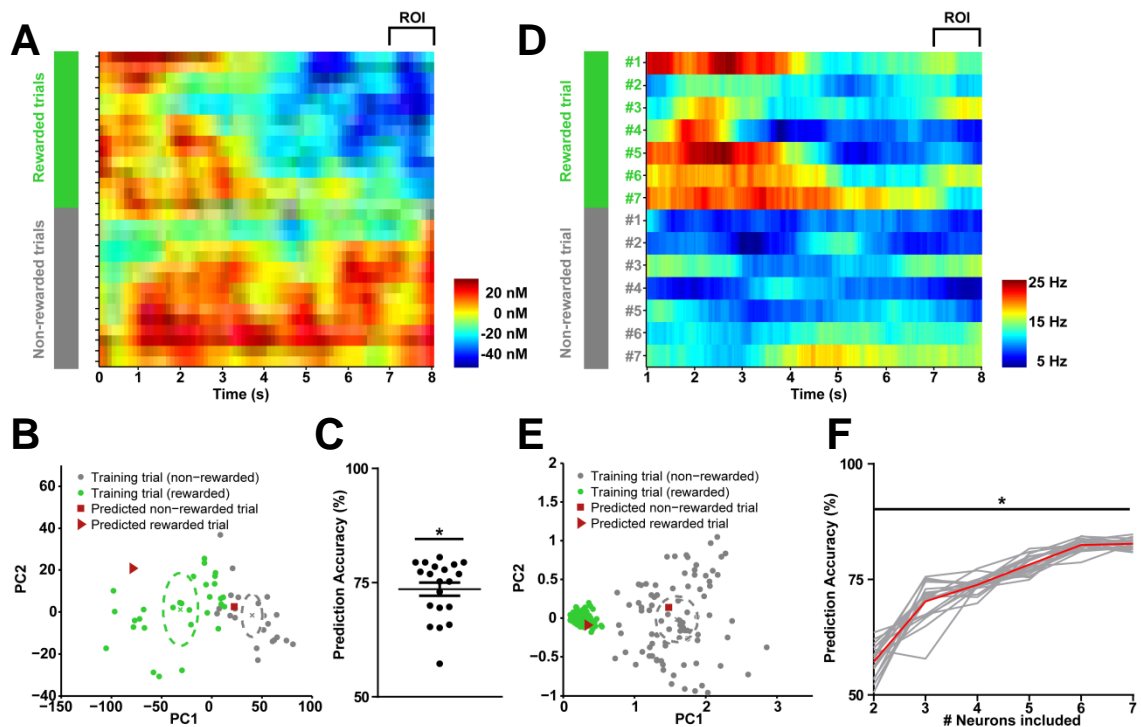 A
ROI
Rewarded trials
Non-rewarded trials
20 nM
0 nM
-20 nM
-40 nM
0 1 2 3 4 5 6 7 8
Time (s)
D
ROI
Rewarded trial
Non-rewarded trial
#1
#2
#3
#4
#5
#6
#7
#1
#2
#3
#4
#5
#6
#7
25 Hz
15 Hz
5 Hz
1 2 3 4 5 6 7 8
Time (s)
B
Training trial (non−rewarded)
Training trial (rewarded)
Predicted non−rewarded trial
Predicted rewarded trial
PC2
60
40
20
0
−20
−40
−150 −100 −50 0 50 100
PC1
C
Prediction Accuracy (%)
100
75
50
*
E
Training trial (non−rewarded)
Training trial (rewarded)
Predicted non−rewarded trial
Predicted rewarded trial
PC2
2
1.5
1
0.5
0
−0.5
−1
0 1 2 3
PC1
F
Prediction Accuracy (%)
100
75
50
*
2 3 4 5 6 7
# Neurons included